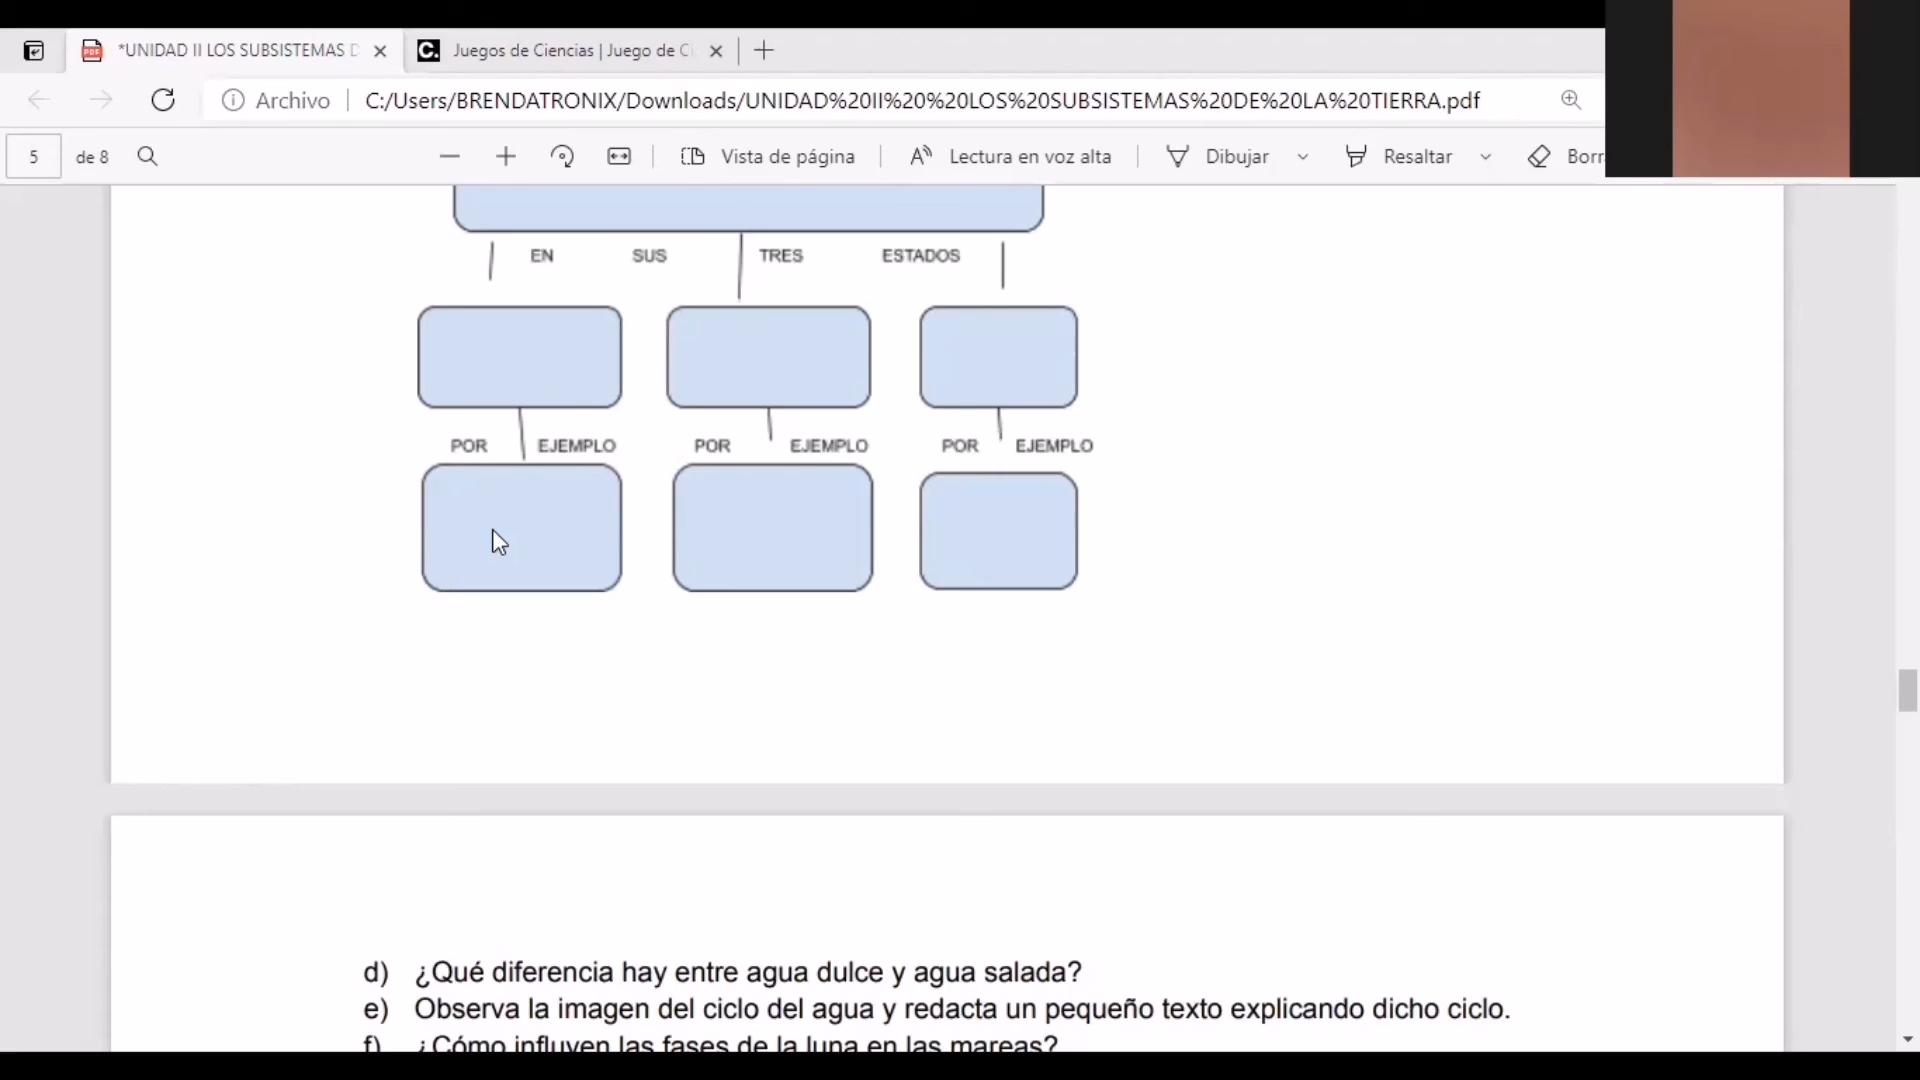 *UNIDAD II LOS SUBSISTEMAS D
C. Juegos de Ciencias | Juego de Ci
Archivo C:/Users/BRENDATRONIX/Downloads/UNIDAD%20II%20%20LOS%20SUBSISTEMAS%20DE%20LA%20TIERRA.pdf
5 de 8 Vista de página Lectura en voz alta Dibujar Resaltar Borr
EN SUS TRES ESTADOS
POR EJEMPLO POR EJEMPLO POR EJEMPLO
d) ¿Qué diferencia hay entre agua dulce y agua salada?
e) Observa la imagen del ciclo del agua y redacta un pequeño texto explicando dicho ciclo.
f) ¿Cómo influyen las fases de la luna en las mareas?